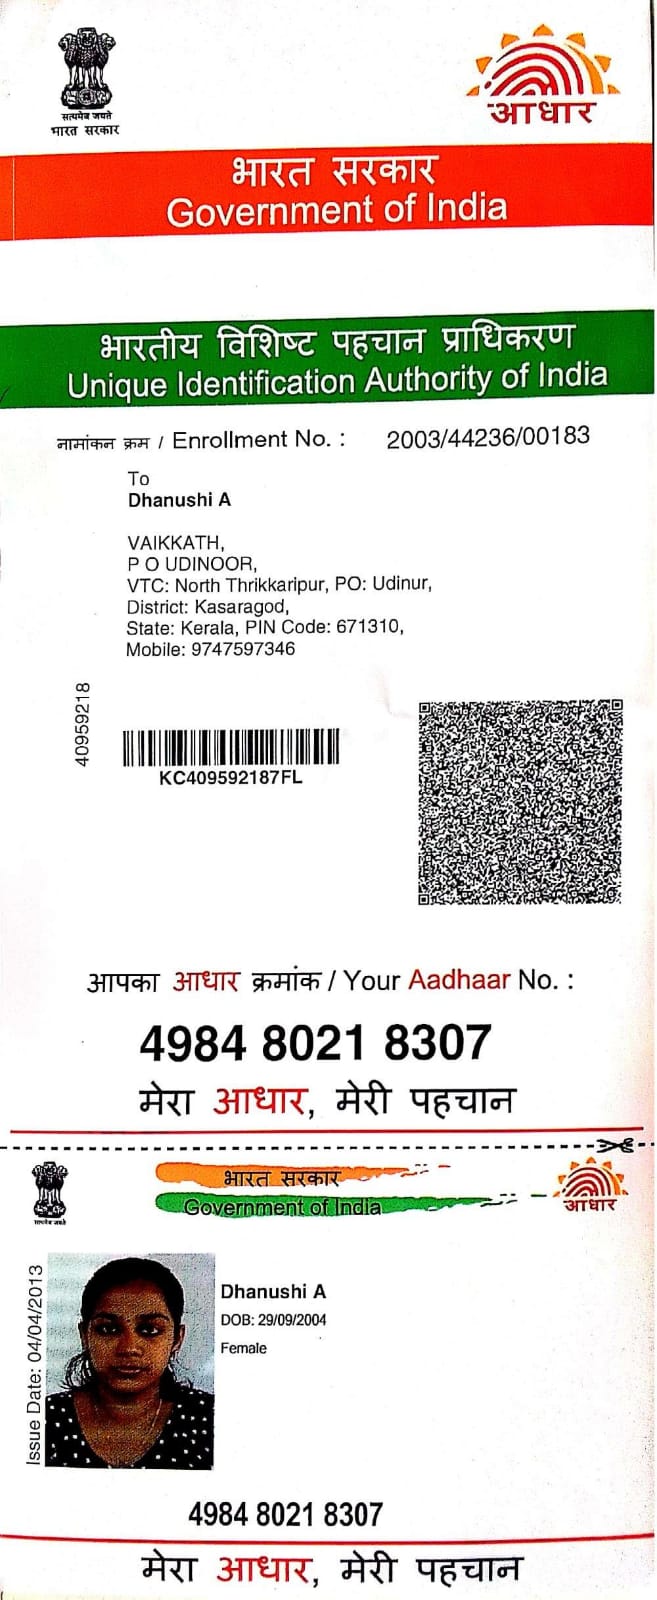 सत्यमेव जयते
भारत सरकार
आधार
भारत सरकार
Government of India
भारतीय विशिष्ट पहचान प्राधिकरण
Unique Identification Authority of India
नामांकन क्रम / Enrollment No. : 2003/44236/00183
To
Dhanushi A
VAIKKATH,
P O UDINOOR,
VTC: North Thrikkaripur, PO: Udinur,
District: Kasaragod,
State: Kerala, PIN Code: 671310,
Mobile: 9747597346
40959218
KC409592187FL
आपका आधार क्रमांक / Your Aadhaar No. :
4984 8021 8307
मेरा आधार, मेरी पहचान
सत्यमेव जयते
भारत सरकार
Government of India
आधार
Issue Date: 04/04/2013
Dhanushi A
DOB: 29/09/2004
Female
4984 8021 8307
मेरा आधार, मेरी पहचान